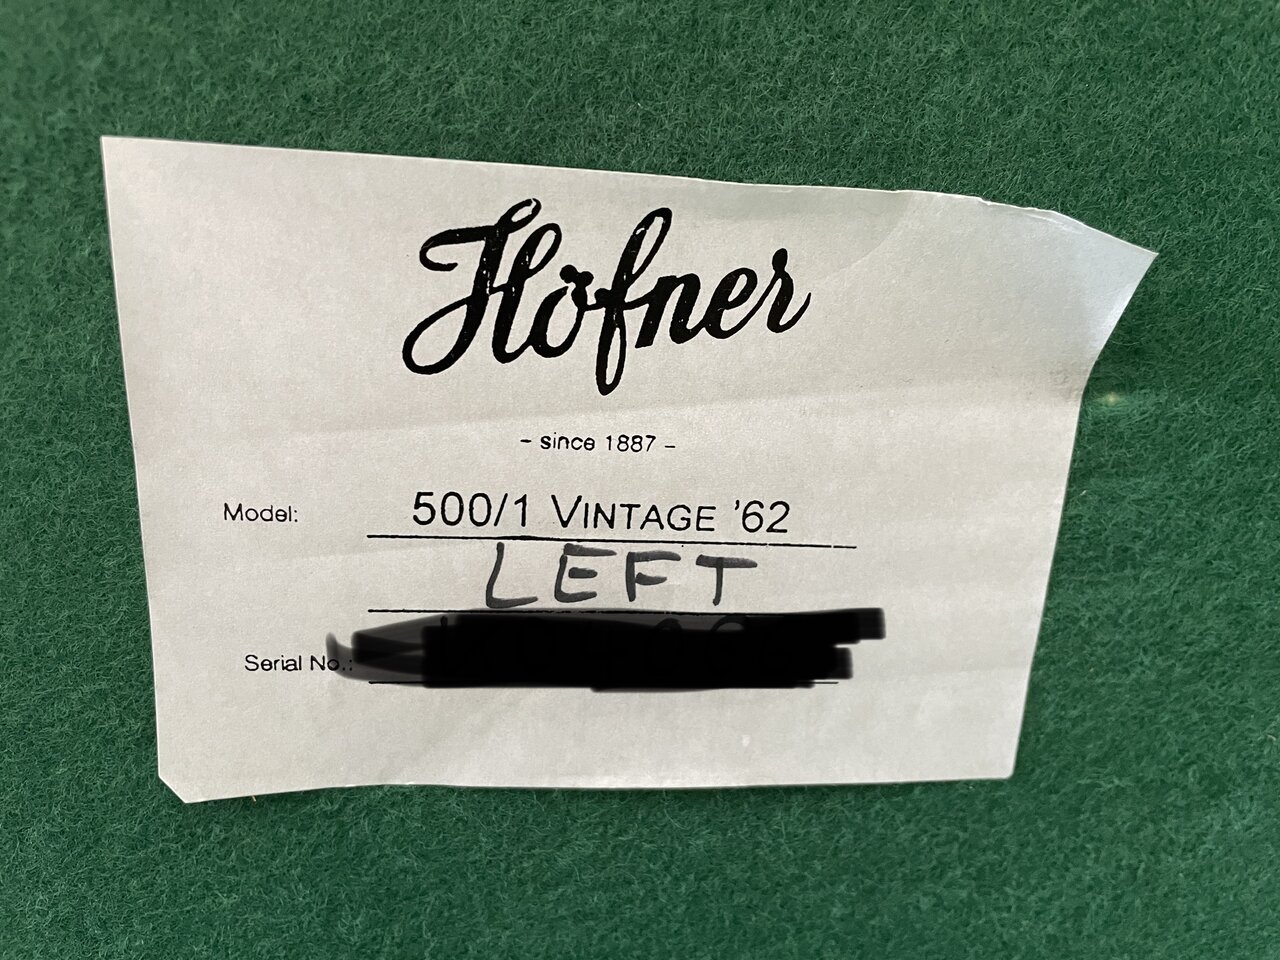 Höfner
- since 1887 -
Model: 500/1 VINTAGE '62
LEFT
Serial No.: